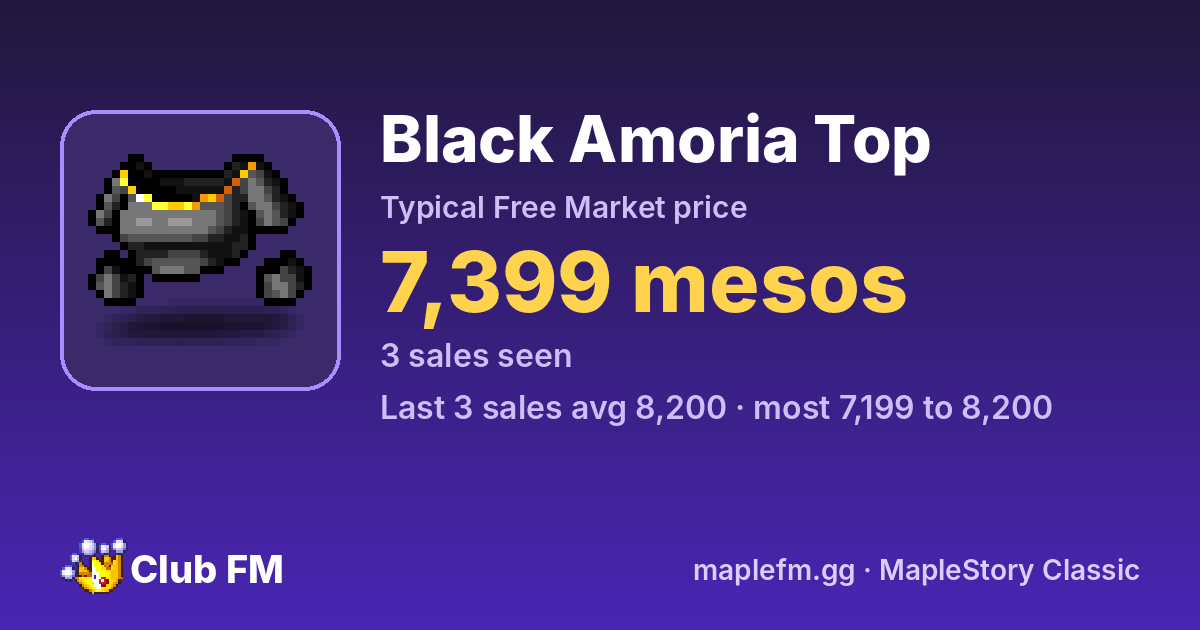 Black Amoria Top
Typical Free Market price
7,399 mesos
3 sales seen
Last 3 sales avg 8,200 · most 7,199 to 8,200
Club FM
maplefm.gg · MapleStory Classic